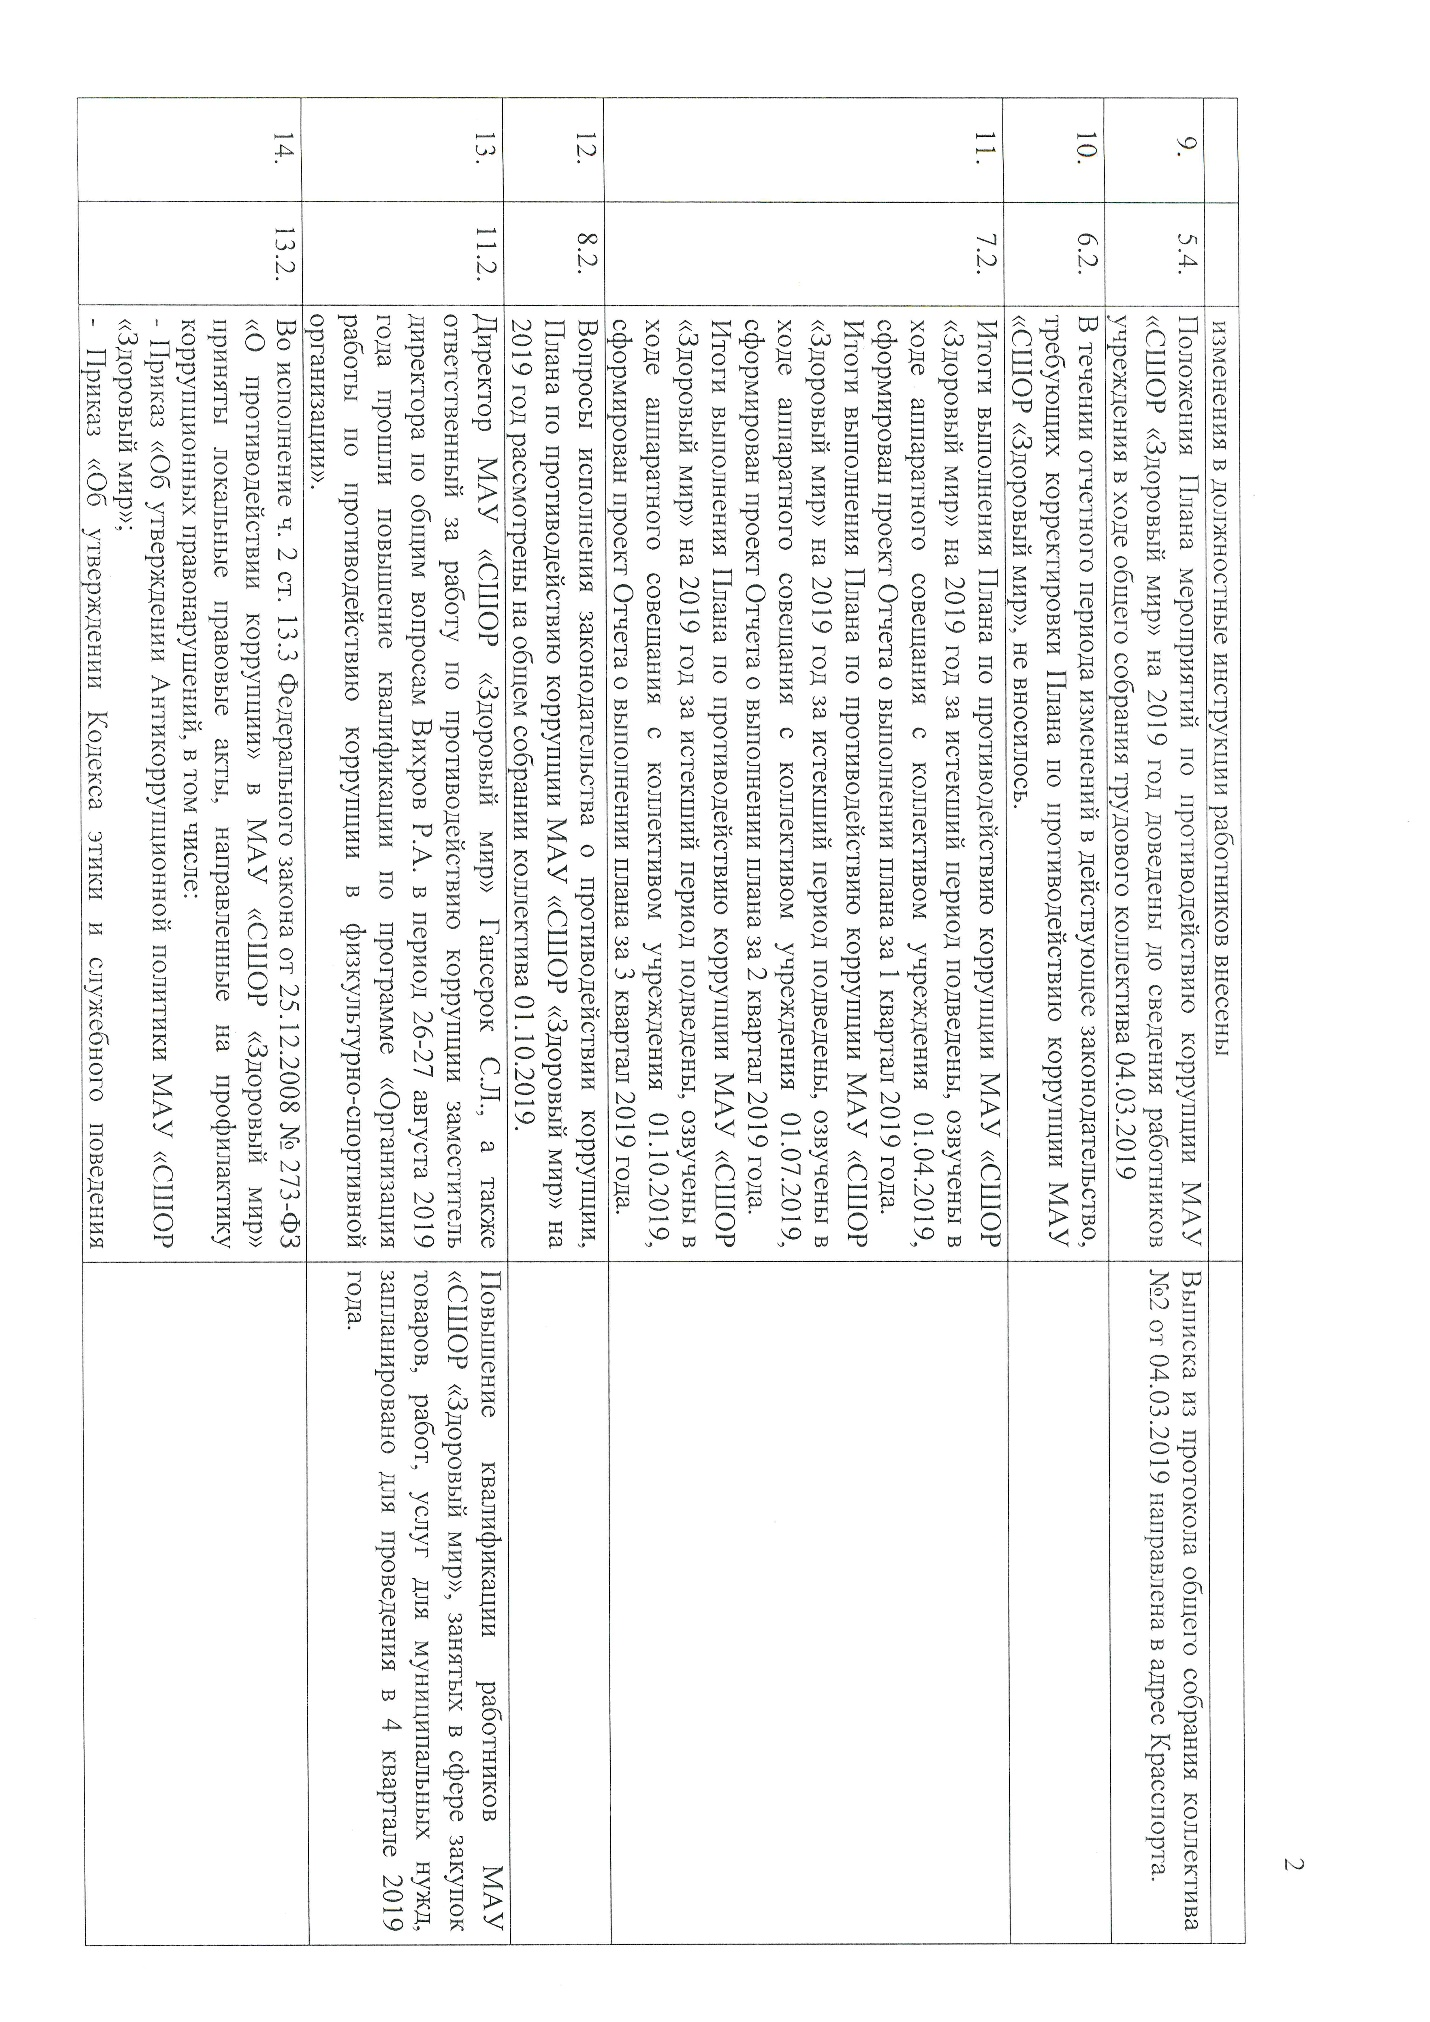 2
изменения в должностные инструкции работников внесены
9.
5.4.
Положения Плана мероприятий по противодействию коррупции МАУ
«СШОР «Здоровый мир» на 2019 год доведены до сведения работников
учреждения в ходе общего собрания трудового коллектива 04.03.2019
Выписка из протокола общего собрания коллектива
№2 от 04.03.2019 направлена в адрес Красспорта.
10.
6.2.
В течении отчетного периода изменений в действующее законодательство,
требующих корректировки Плана по противодействию коррупции МАУ
«СШОР «Здоровый мир», не вносилось.
11.
7.2.
Итоги выполнения Плана по противодействию коррупции МАУ «СШОР
«Здоровый мир» на 2019 год за истекший период подведены, озвучены в
ходе аппаратного совещания с коллективом учреждения 01.04.2019,
сформирован проект Отчета о выполнении плана за 1 квартал 2019 года.
Итоги выполнения Плана по противодействию коррупции МАУ «СШОР
«Здоровый мир» на 2019 год за истекший период подведены, озвучены в
ходе аппаратного совещания с коллективом учреждения 01.07.2019,
сформирован проект Отчета о выполнении плана за 2 квартал 2019 года.
Итоги выполнения Плана по противодействию коррупции МАУ «СШОР
«Здоровый мир» на 2019 год за истекший период подведены, озвучены в
ходе аппаратного совещания с коллективом учреждения 01.10.2019,
сформирован проект Отчета о выполнении плана за 3 квартал 2019 года.
12.
8.2.
Вопросы исполнения законодательства о противодействии коррупции,
Плана по противодействию коррупции МАУ «СШОР «Здоровый мир» на
2019 год рассмотрены на общем собрании коллектива 01.10.2019.
13.
11.2.
Директор МАУ «СШОР «Здоровый мир» Гансерок С.Л., а также
ответственный за работу по противодействию коррупции заместитель
директора по общим вопросам Вихров Р.А. в период 26-27 августа 2019
года прошли повышение квалификации по программе «Организация
работы по противодействию коррупции в физкультурно-спортивной
организации».
Повышение квалификации работников МАУ
«СШОР «Здоровый мир», занятых в сфере закупок
товаров, работ, услуг для муниципальных нужд,
запланировано для проведения в 4 квартале 2019
года.
14.
13.2.
Во исполнение ч. 2 ст. 13.3 Федерального закона от 25.12.2008 № 273-ФЗ
«О противодействии коррупции» в МАУ «СШОР «Здоровый мир»
приняты локальные правовые акты, направленные на профилактику
коррупционных правонарушений, в том числе:
- Приказ «Об утверждении Антикоррупционной политики МАУ «СШОР
«Здоровый мир»;
- Приказ «Об утверждении Кодекса этики и служебного поведения